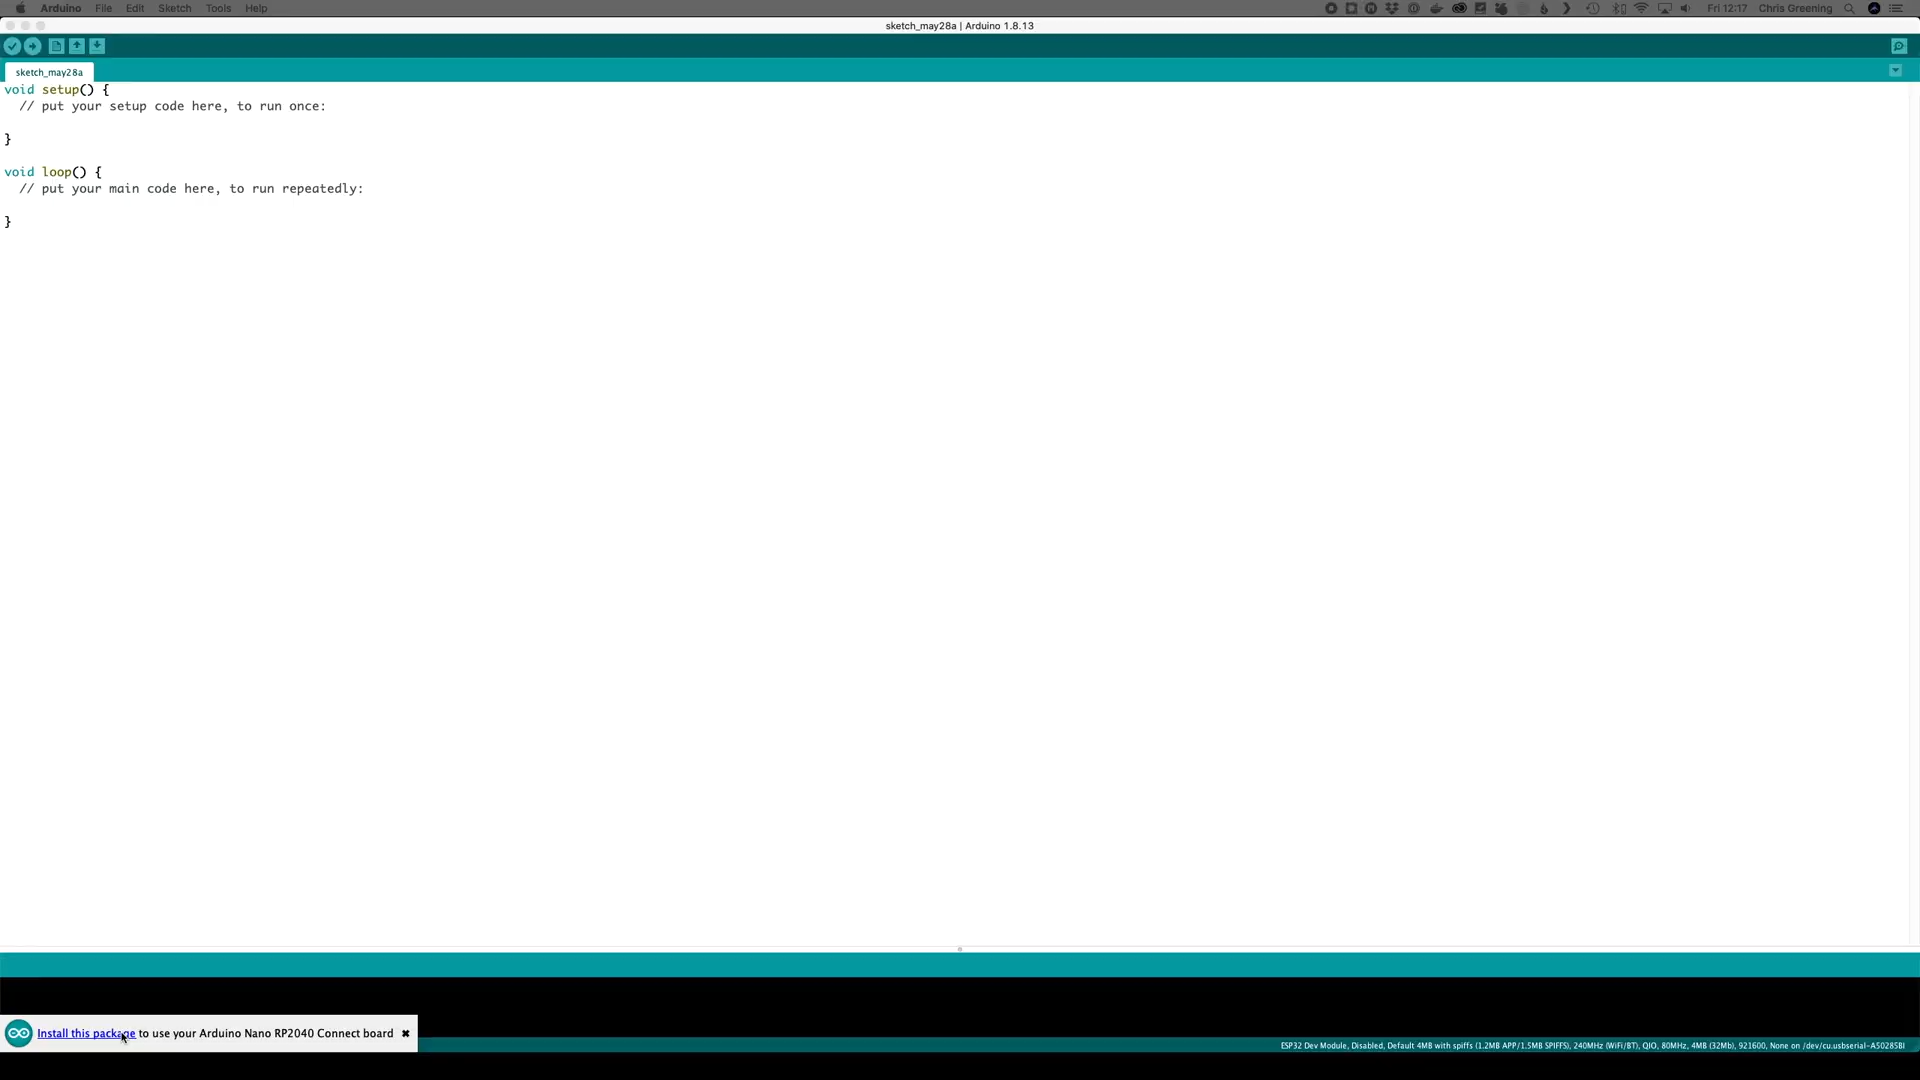 Arduino File Edit Sketch Tools Help Fri 12:17 Chris Greening
sketch_may28a | Arduino 1.8.13
sketch_may28a
void setup() {
// put your setup code here, to run once:
}
void loop() {
// put your main code here, to run repeatedly:
}
Install this package to use your Arduino Nano RP2040 Connect board
ESP32 Dev Module, Disabled, Default 4MB with spiffs (1.2MB APP/1.5MB SPIFFS), 240MHz (WiFi/BT), QIO, 80MHz, 4MB (32Mb), 921600, None on /dev/cu.usbserial-A50285BI